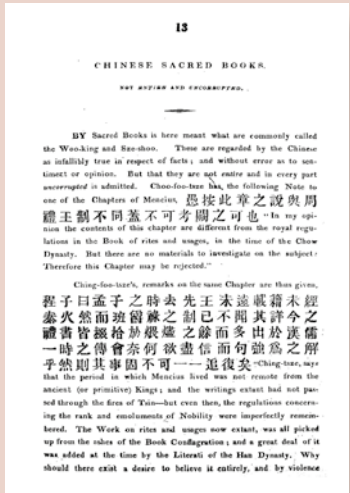 13
CHINESE SACRED BOOKS.
NOT ENTIRE AND UNCORRUPTED.
BY Sacred Books is here meant what are commonly called
the Woo-king and Sze-shoo. These are regarded by the Chinese
as infallibly true in respect of facts; and without error as to sen-
timent or opinion. But that they are not entire and in every part
uncorrupted is admitted. Choo-foo-tsze has, the following Note to
one of the Chapters of Mencius, 愚按此章之說與周
禮王制不同蓋不可考闕之可也 "In my opi-
nion the contents of this chapter are different from the royal regu-
lations in the Book of rites and usages, in the time of the Chow
Dynasty. But there are no materials to investigate on the subject:
Therefore this Chapter may be rejected."
Ching-foo-tsze's, remarks on the same Chapter are thus given,
程子曰孟子之時去先王未遠載籍未經
秦火然而班爵祿之制已不聞其詳今之
禮書皆掇拾於煨燼之餘而多出於漢儒
一時之傅會奈何欲盡信而句為之解
乎然則其事固不可一一追復矣 "Ching-tsze, says
that the period in which Mencius lived was not remote from the
ancient (or primitive) Kings; and the writings extant had not pas-
sed through the fires of Tsin—but even then, the regulations concern-
ing the rank and emoluments of Nobility were imperfectly remem-
bered. The Work on rites and usages now extant, was all picked
up from the ashes of the Book Conflagration; and a great deal of it
was added at the time by the Literati of the Han Dynasty. Why
should there exist a desire to believe it entirely, and by violence